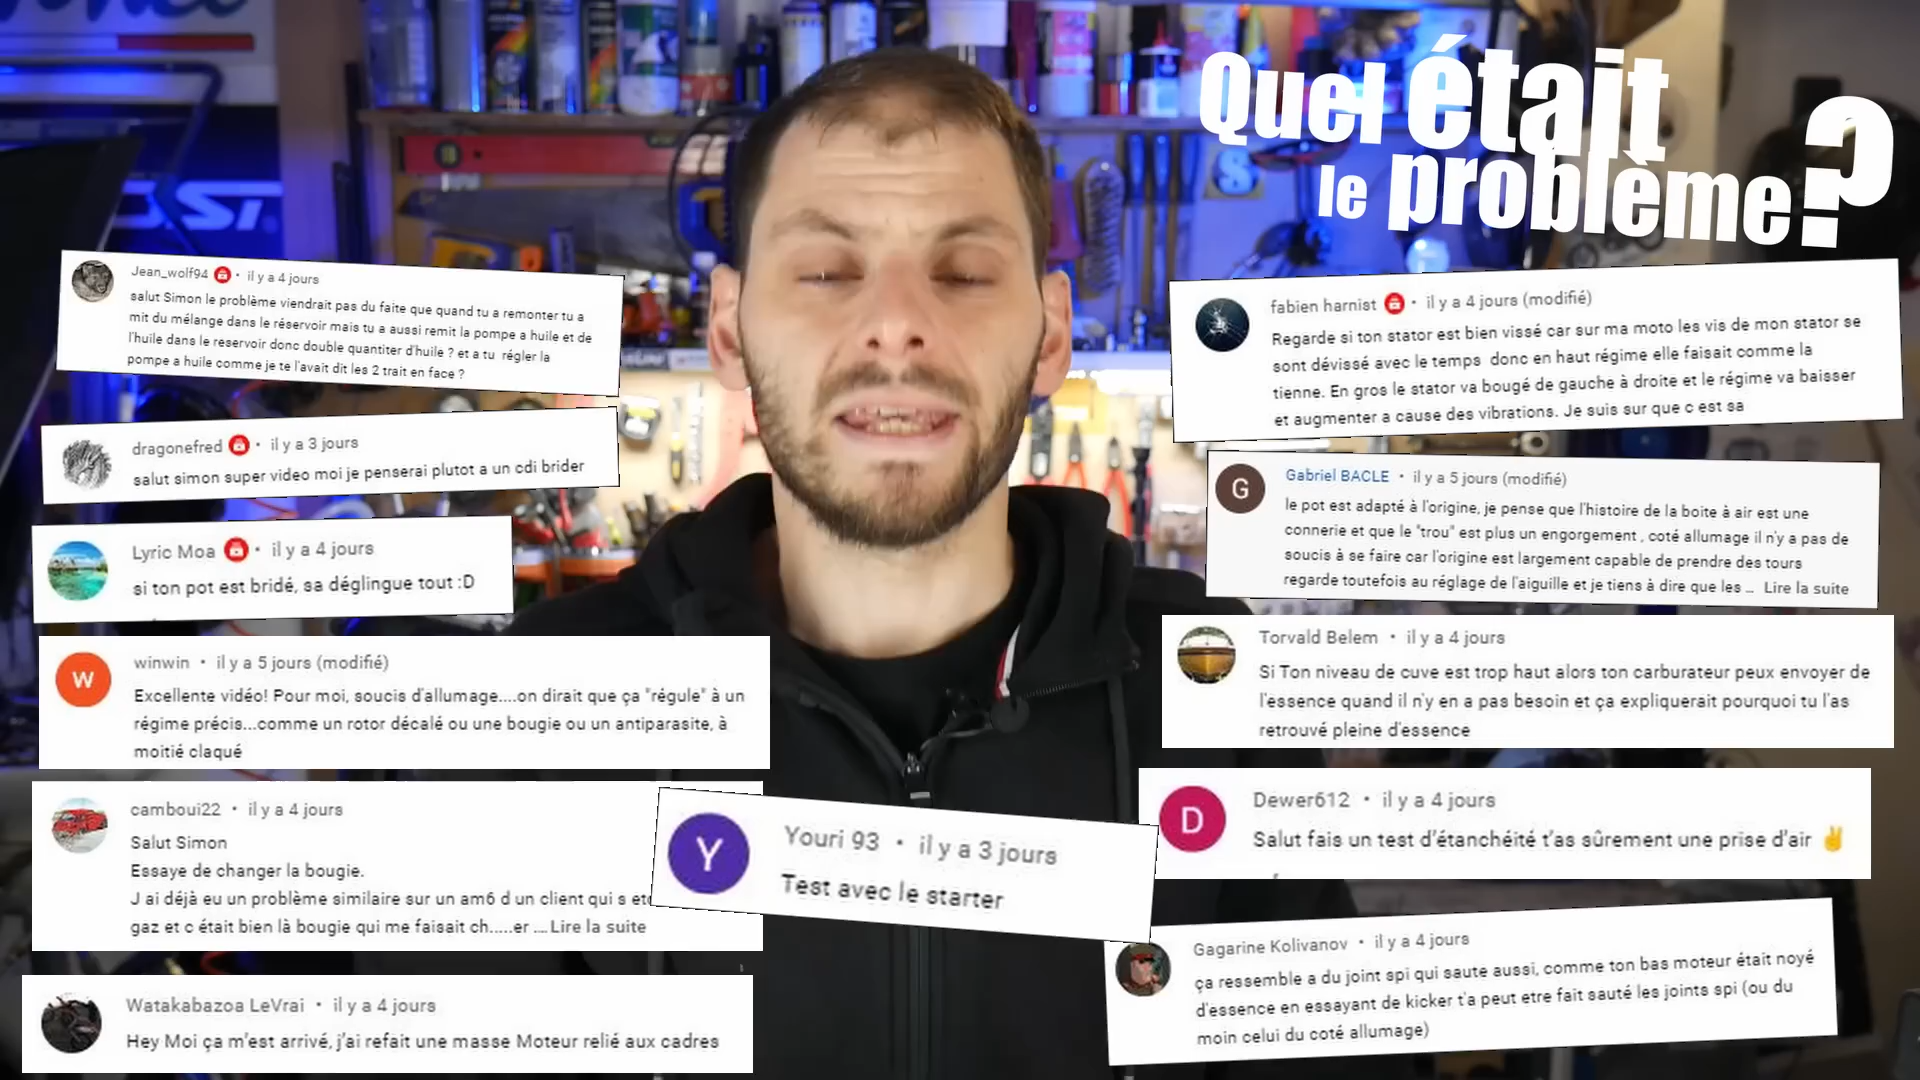 Quel était
le problème?
Jean_wolf94 • il y a 4 jours
salut Simon le problème viendrait pas du faite que quand tu a remonter tu a
mit du mélange dans le réservoir mais tu a aussi remit la pompe a huile et de
l'huile dans le reservoir donc double quantiter d'huile ? et a tu régler la
pompe a huile comme je te l'avait dit les 2 trait en face ?
dragonefred • il y a 3 jours
salut simon super video moi je penserai plutot a un cdi brider
Lyric Moa • il y a 4 jours
si ton pot est bridé, sa déglingue tout :D
W
winwin • il y a 5 jours (modifié)
Excellente vidéo! Pour moi, soucis d'allumage....on dirait que ça "régule" à un
régime précis...comme un rotor décalé ou une bougie ou un antiparasite, à
moitié claqué
camboui22 • il y a 4 jours
Salut Simon
Essaye de changer la bougie.
J ai déjà eu un problème similaire sur un am6 d un client qui s
gaz et c était bien là bougie qui me faisait ch.....er ... Lire la suite
Watakabazoa LeVrai • il y a 4 jours
Hey Moi ça m'est arrivé, j'ai refait une masse Moteur relié aux cadres
Y
Youri 93 • il y a 3 jours
Test avec le starter
fabien harnist • il y a 4 jours (modifié)
Regarde si ton stator est bien vissé car sur ma moto les vis de mon stator se
sont dévissé avec le temps donc en haut régime elle faisait comme la
tienne. En gros le stator va bougé de gauche à droite et le régime va baisser
et augmenter a cause des vibrations. Je suis sur que c est sa
G
Gabriel BACLE • il y a 5 jours (modifié)
le pot est adapté à l'origine, je pense que l'histoire de la boite à air est une
connerie et que le "trou" est plus un engorgement , coté allumage il n'y a pas de
soucis à se faire car l'origine est largement capable de prendre des tours
regarde toutefois au réglage de l'aiguille et je tiens à dire que les ... Lire la suite
Torvald Belem • il y a 4 jours
Si Ton niveau de cuve est trop haut alors ton carburateur peux envoyer de
l'essence quand il n'y en a pas besoin et ça expliquerait pourquoi tu l'as
retrouvé pleine d'essence
D
Dewer612 • il y a 4 jours
Salut fais un test d'étanchéité t'as sûrement une prise d'air ✌
Gagarine Kolivanov • il y a 4 jours
ça ressemble a du joint spi qui saute aussi, comme ton bas moteur était noyé
d'essence en essayant de kicker t'a peut etre fait sauté les joints spi (ou du
moin celui du coté allumage)